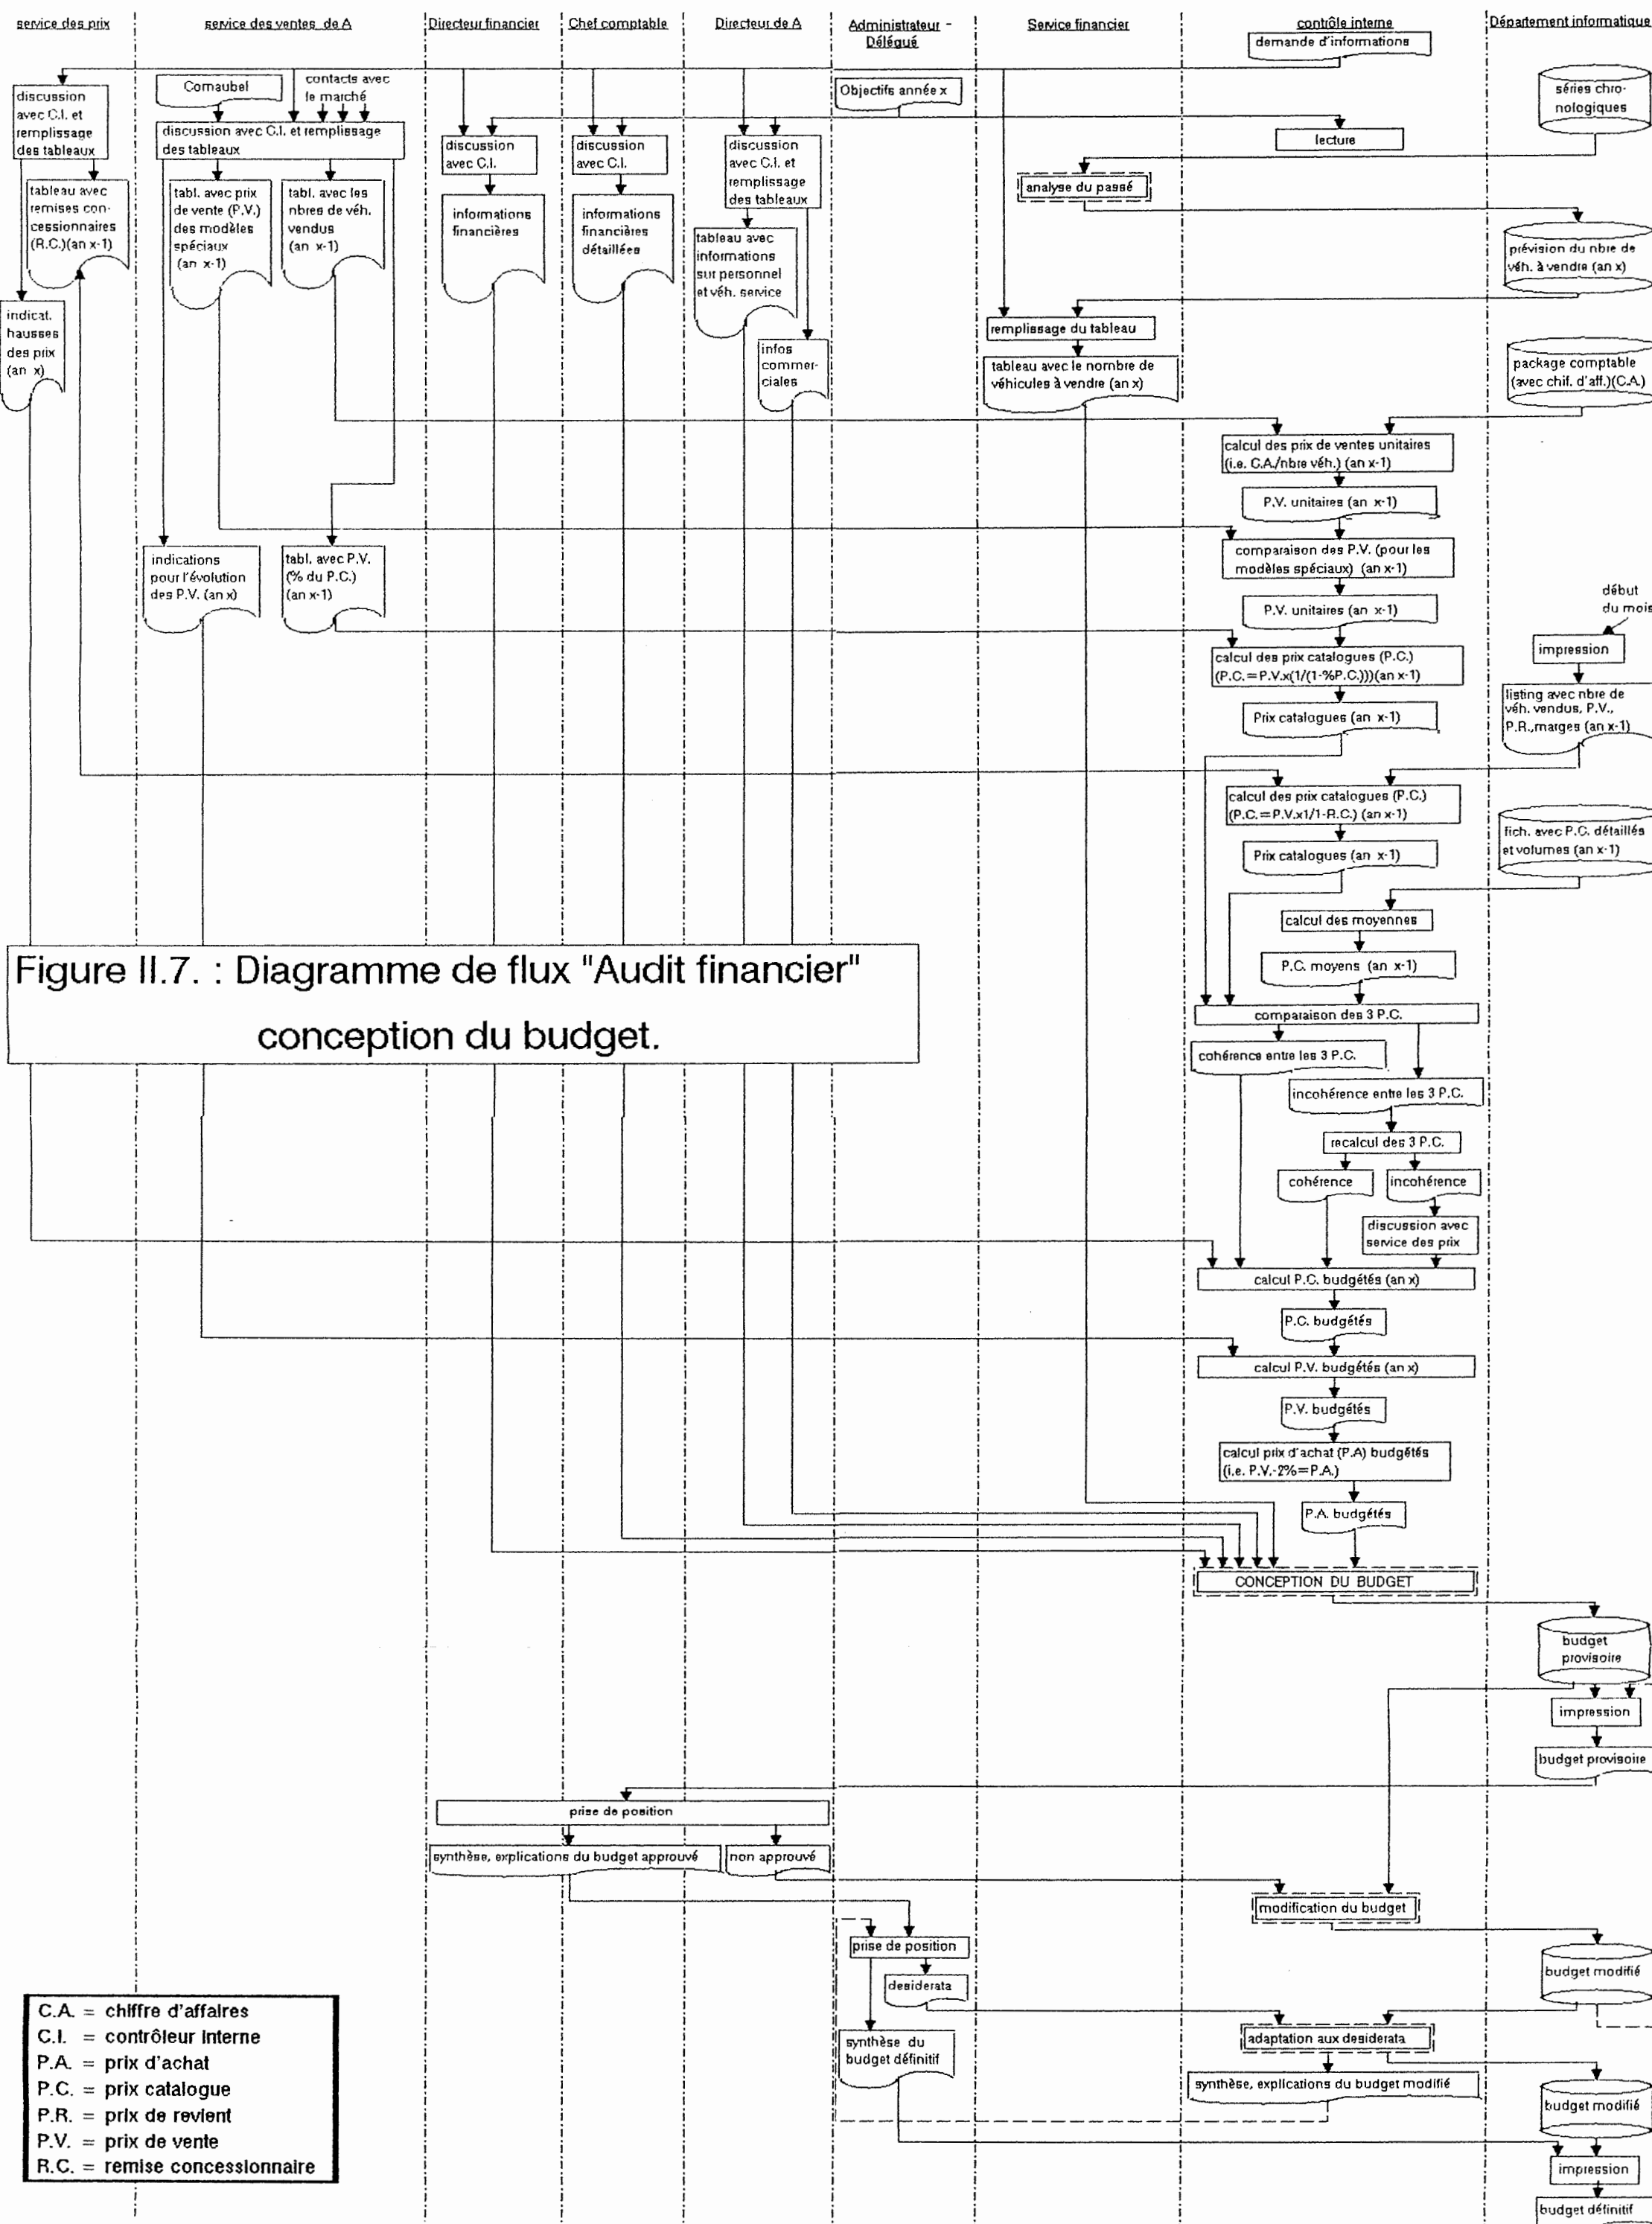 service des prix
service des ventes de A
Directeur financier
Chef comptable
Directeur de A
Administrateur -
Délégué
Service financier
contrôle interne
Département informatique
demande d'informations
discussion
avec C.I. et
remplissage
des tableaux
Comaubel
contacts avec
le marché
discussion avec C.I. et remplissage
des tableaux
Objectifs année x
séries chro-
nologiques
discussion
avec C.I.
discussion
avec C.I.
discussion
avec C.I. et
remplissage
des tableaux
lecture
analyse du passé
tableau avec
remises con-
cessionnaires
(R.C.)(an x-1)
tabl. avec prix
de vente (P.V.)
des modèles
spéciaux
(an x-1)
tabl. avec les
nbres de véh.
vendus
(an x-1)
informations
financières
informations
financières
détaillées
tableau avec
informations
sur personnel
et véh. service
prévision du nbre de
véh. à vendre (an x)
indicat.
hausses
des prix
(an x)
infos
commer-
ciales
remplissage du tableau
tableau avec le nombre de
véhicules à vendre (an x)
package comptable
(avec chif. d'aff.)(C.A.)
calcul des prix de ventes unitaires
(i.e. C.A./nbre véh.) (an x-1)
P.V. unitaires (an x-1)
indications
pour l'évolution
des P.V. (an x)
tabl. avec P.V.
(% du P.C.)
(an x-1)
comparaison des P.V. (pour les
modèles spéciaux) (an x-1)
P.V. unitaires (an x-1)
début
du mois
impression
calcul des prix catalogues (P.C.)
(P.C.=P.V.x(1/(1-%P.C.)))(an x-1)
listing avec nbre de
véh. vendus, P.V.,
P.R.,marges (an x-1)
Prix catalogues (an x-1)
calcul des prix catalogues (P.C.)
(P.C.=P.V.x1/1-R.C.) (an x-1)
Prix catalogues (an x-1)
fich. avec P.C. détaillés
et volumes (an x-1)
calcul des moyennes
P.C. moyens (an x-1)
Figure II.7. : Diagramme de flux "Audit financier"
conception du budget.
comparaison des 3 P.C.
cohérence entre les 3 P.C.
incohérence entre les 3 P.C.
recalcul des 3 P.C.
cohérence
incohérence
discussion avec
service des prix
calcul P.C. budgétés (an x)
P.C. budgétés
calcul P.V. budgétés (an x)
P.V. budgétés
calcul prix d'achat (P.A) budgétés
(i.e. P.V.-2%=P.A.)
P.A. budgétés
CONCEPTION DU BUDGET
budget
provisoire
impression
budget provisoire
prise de position
synthèse, explications du budget approuvé
non approuvé
modification du budget
prise de position
desiderata
budget modifié
adaptation aux desiderata
synthèse du
budget définitif
synthèse, explications du budget modifié
budget modifié
impression
budget définitif
C.A. = chiffre d'affaires
C.I. = contrôleur interne
P.A. = prix d'achat
P.C. = prix catalogue
P.R. = prix de revient
P.V. = prix de vente
R.C. = remise concessionnaire